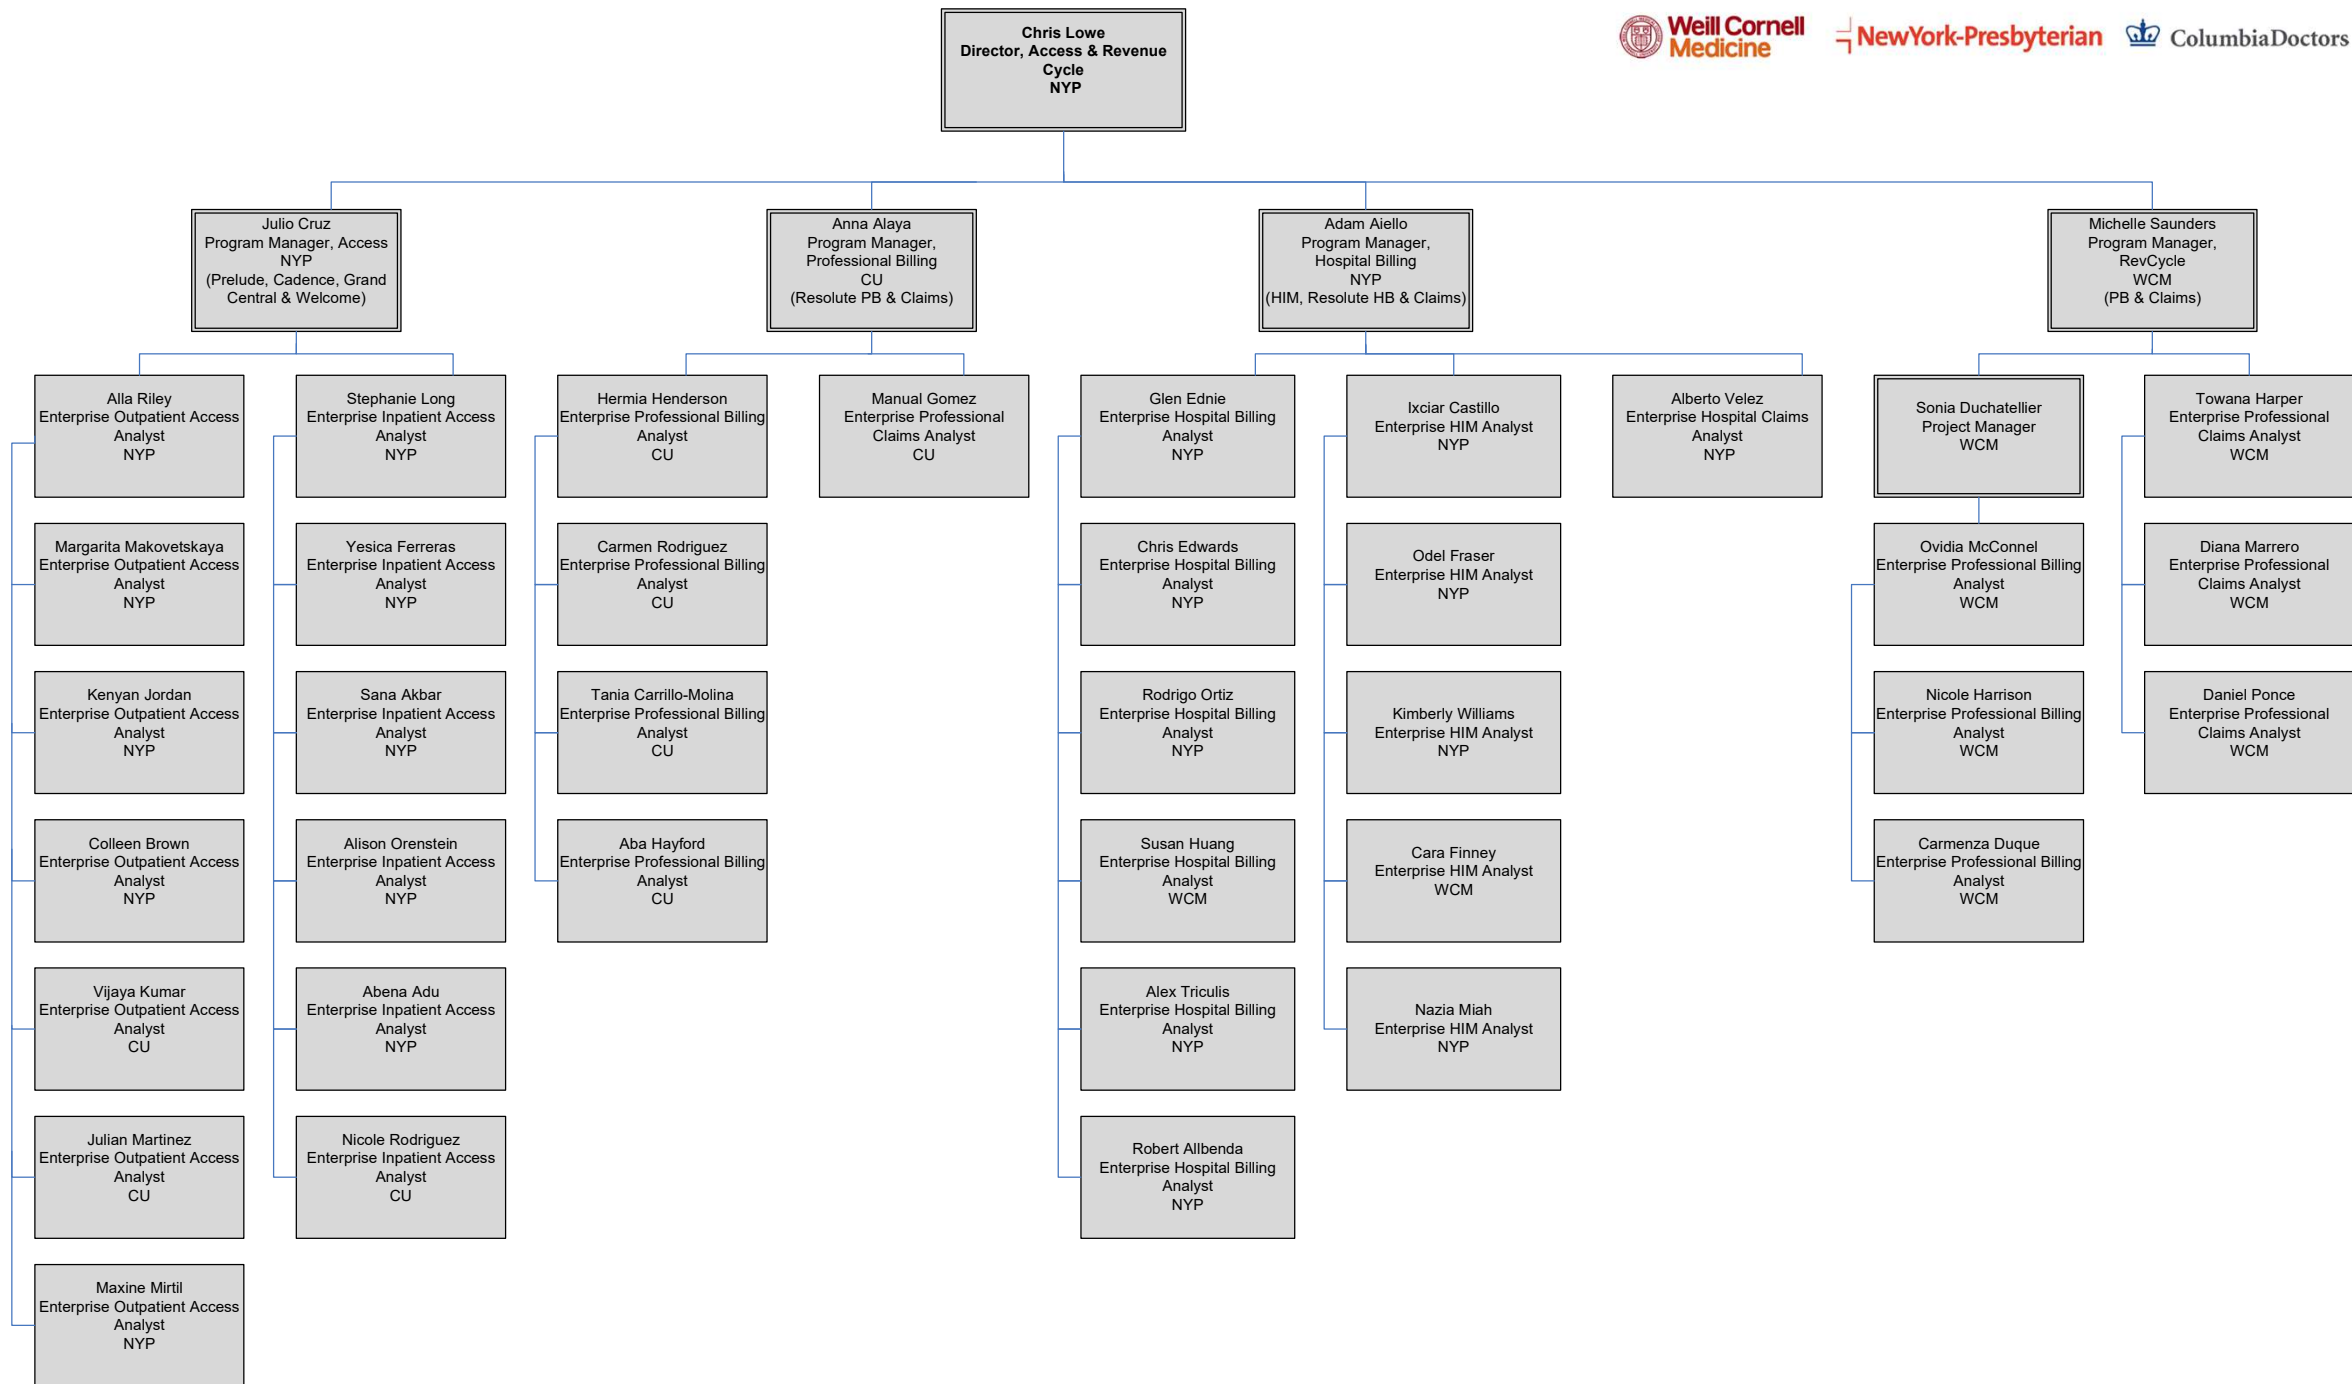 Weill Cornell
Medicine
NewYork-Presbyterian
ColumbiaDoctors
Chris Lowe
Director, Access & Revenue
Cycle
NYP
Julio Cruz
Program Manager, Access
NYP
(Prelude, Cadence, Grand
Central & Welcome)
Anna Alaya
Program Manager,
Professional Billing
CU
(Resolute PB & Claims)
Adam Aiello
Program Manager,
Hospital Billing
NYP
(HIM, Resolute HB & Claims)
Michelle Saunders
Program Manager,
RevCycle
WCM
(PB & Claims)
Alla Riley
Enterprise Outpatient Access
Analyst
NYP
Stephanie Long
Enterprise Inpatient Access
Analyst
NYP
Hermia Henderson
Enterprise Professional Billing
Analyst
CU
Manual Gomez
Enterprise Professional
Claims Analyst
CU
Glen Ednie
Enterprise Hospital Billing
Analyst
NYP
Ixciar Castillo
Enterprise HIM Analyst
NYP
Alberto Velez
Enterprise Hospital Claims
Analyst
NYP
Sonia Duchatellier
Project Manager
WCM
Towana Harper
Enterprise Professional
Claims Analyst
WCM
Margarita Makovetskaya
Enterprise Outpatient Access
Analyst
NYP
Yesica Ferreras
Enterprise Inpatient Access
Analyst
NYP
Carmen Rodriguez
Enterprise Professional Billing
Analyst
CU
Chris Edwards
Enterprise Hospital Billing
Analyst
NYP
Odel Fraser
Enterprise HIM Analyst
NYP
Ovidia McConnel
Enterprise Professional Billing
Analyst
WCM
Diana Marrero
Enterprise Professional
Claims Analyst
WCM
Kenyan Jordan
Enterprise Outpatient Access
Analyst
NYP
Sana Akbar
Enterprise Inpatient Access
Analyst
NYP
Tania Carrillo-Molina
Enterprise Professional Billing
Analyst
CU
Rodrigo Ortiz
Enterprise Hospital Billing
Analyst
NYP
Kimberly Williams
Enterprise HIM Analyst
NYP
Nicole Harrison
Enterprise Professional Billing
Analyst
WCM
Daniel Ponce
Enterprise Professional
Claims Analyst
WCM
Colleen Brown
Enterprise Outpatient Access
Analyst
NYP
Alison Orenstein
Enterprise Inpatient Access
Analyst
NYP
Aba Hayford
Enterprise Professional Billing
Analyst
CU
Susan Huang
Enterprise Hospital Billing
Analyst
WCM
Cara Finney
Enterprise HIM Analyst
WCM
Carmenza Duque
Enterprise Professional Billing
Analyst
WCM
Vijaya Kumar
Enterprise Outpatient Access
Analyst
CU
Abena Adu
Enterprise Inpatient Access
Analyst
NYP
Alex Triculis
Enterprise Hospital Billing
Analyst
NYP
Nazia Miah
Enterprise HIM Analyst
NYP
Julian Martinez
Enterprise Outpatient Access
Analyst
CU
Nicole Rodriguez
Enterprise Inpatient Access
Analyst
CU
Robert Allbenda
Enterprise Hospital Billing
Analyst
NYP
Maxine Mirtil
Enterprise Outpatient Access
Analyst
NYP